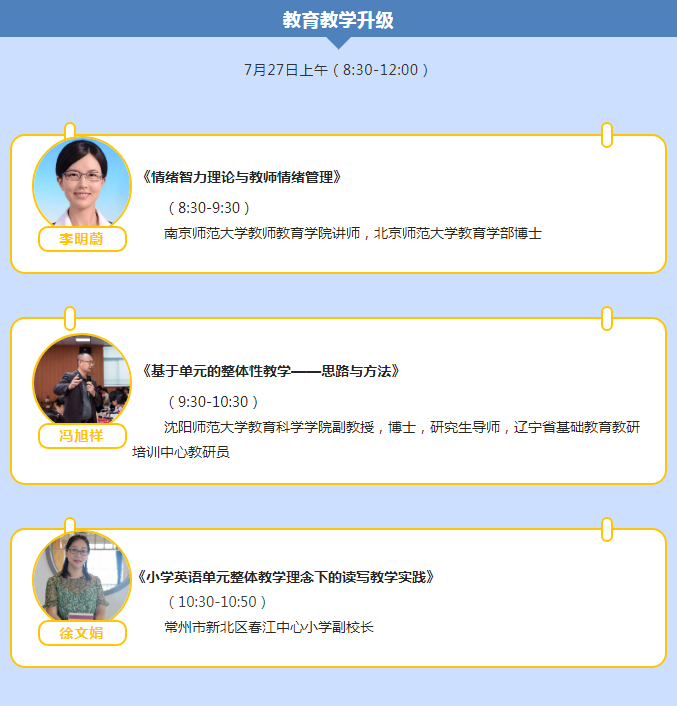 教育教学升级
7月27日上午（8:30-12:00）
《情绪智力理论与教师情绪管理》
（8:30-9:30）
南京师范大学教师教育学院讲师，北京师范大学教育学部博士
李明蔚
《基于单元的整体性教学——思路与方法》
（9:30-10:30）
沈阳师范大学教育科学学院副教授，博士，研究生导师，辽宁省基础教育教研
培训中心教研员
冯旭祥
《小学英语单元整体教学理念下的读写教学实践》
（10:30-10:50）
常州市新北区春江中心小学副校长
徐文娟